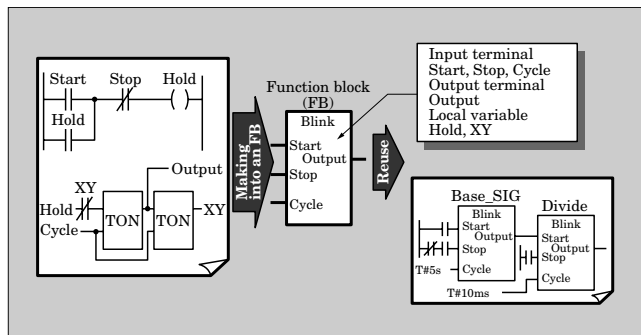 Start Stop Hold
Hold
Output
XY
Hold
TON TON XY
Cycle
Making
into an FB
Function block
(FB)
Blink
Start
Output
Stop
Cycle
Reuse
Input terminal
Start, Stop, Cycle
Output terminal
Output
Local variable
Hold, XY
Base_SIG
Blink
Start
Output
Stop
T#5s Cycle
Divide
Blink
Start
Output
Stop
Cycle
T#10ms